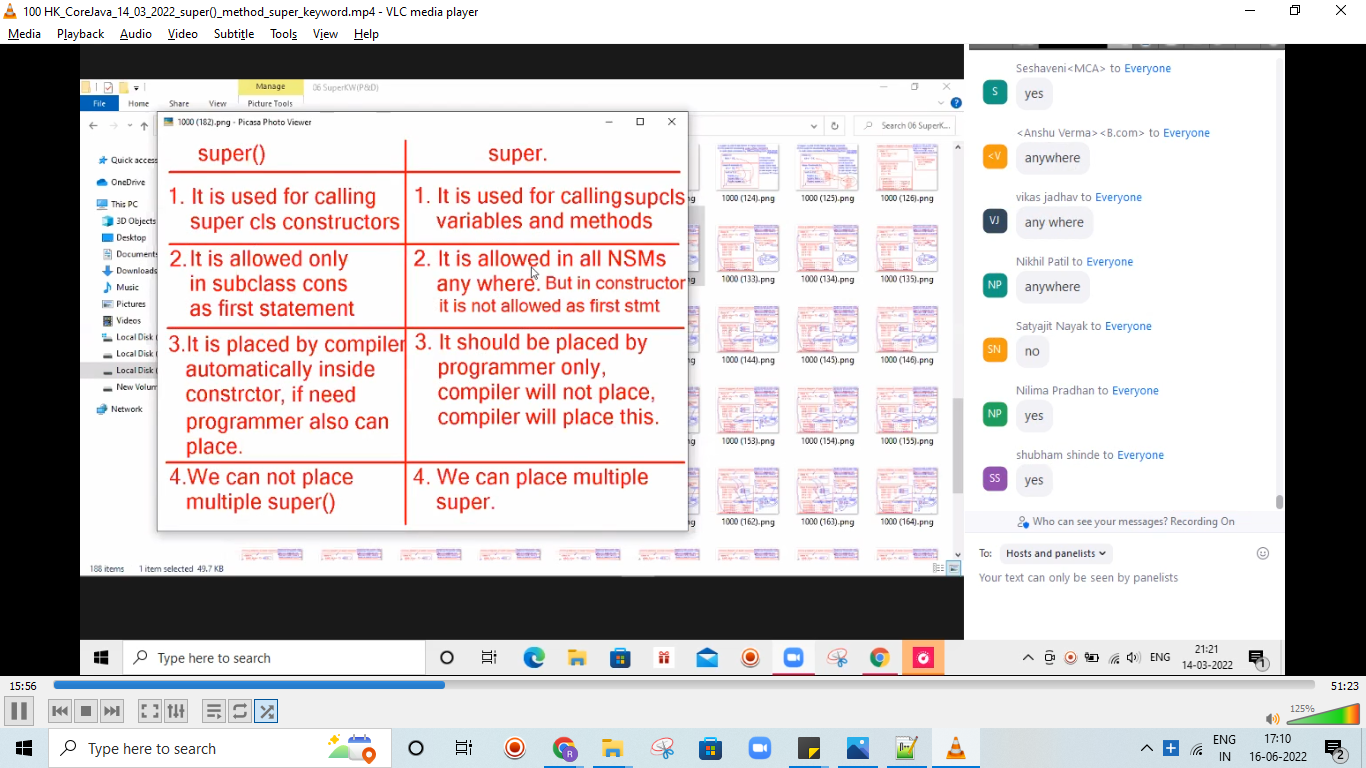 100 HK_CoreJava_14_03_2022_super()_method_super_keyword.mp4 - VLC media player
Media Playback Audio Video Subtitle Tools View Help
Manage
06 SuperKW(P&D)
File Home Share View Picture Tools
1000 (182).png - Picasa Photo Viewer
Search 06 SuperK...
Quick access
OneDrive
This PC
3D Objects
Desktop
Documents
Downloads
Music
Pictures
Videos
Local Disk (
Local Disk (
Local Disk (
New Volum
Network
super() super.
1. It is used for calling
super cls constructors
1. It is used for calling supcls
variables and methods
2. It is allowed only
in subclass cons
as first statement
2. It is allowed in all NSMs
any where. But in constructor
it is not allowed as first stmt
3. It is placed by compiler
automatically inside
constrctor, if need
programmer also can
place.
3. It should be placed by
programmer only,
compiler will not place,
compiler will place this.
4. We can not place
multiple super()
4. We can place multiple
super.
1000 (124).png 1000 (125).png 1000 (126).png
1000 (133).png 1000 (134).png 1000 (135).png
1000 (144).png 1000 (145).png 1000 (146).png
1000 (153).png 1000 (154).png 1000 (155).png
1000 (162).png 1000 (163).png 1000 (164).png
188 items 1 item selected 49.7 KB
Seshaveni<MCA> to Everyone
S
yes
<Anshu Verma><B.com> to Everyone
<V
anywhere
vikas jadhav to Everyone
VJ
any where
Nikhil Patil to Everyone
NP
anywhere
Satyajit Nayak to Everyone
SN
no
Nilima Pradhan to Everyone
NP
yes
shubham shinde to Everyone
SS
yes
Who can see your messages? Recording On
To: Hosts and panelists
Your text can only be seen by panelists
Type here to search
ENG
21:21
14-03-2022
1
15:56 51:23
125%
Type here to search
ENG
IN
17:10
16-06-2022
2